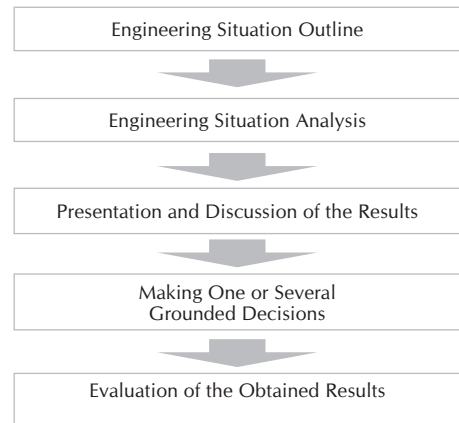 Engineering Situation Outline
Engineering Situation Analysis
Presentation and Discussion of the Results
Making One or Several
Grounded Decisions
Evaluation of the Obtained Results